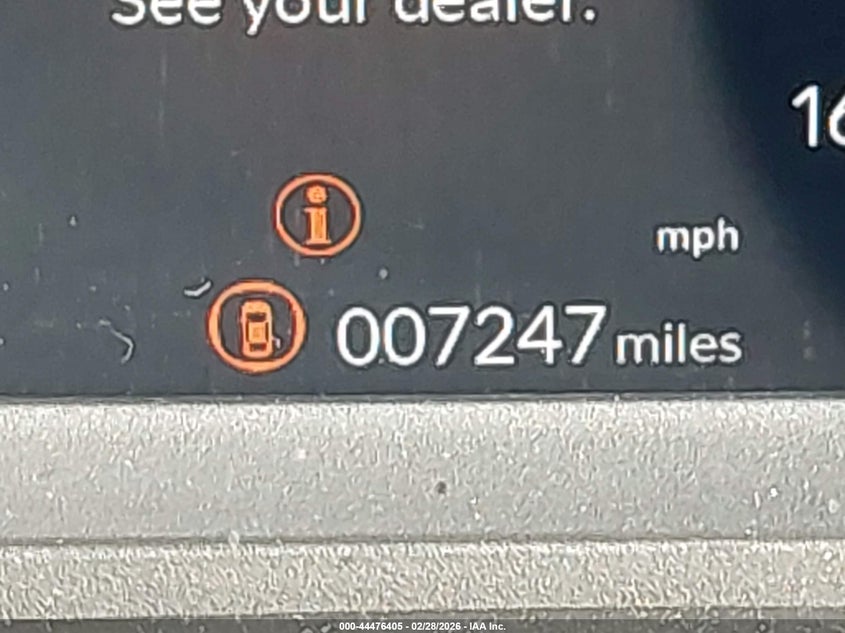 See your dealer.
16
mph
007247 miles
000-44476405 - 02/28/2026 - IAA Inc.